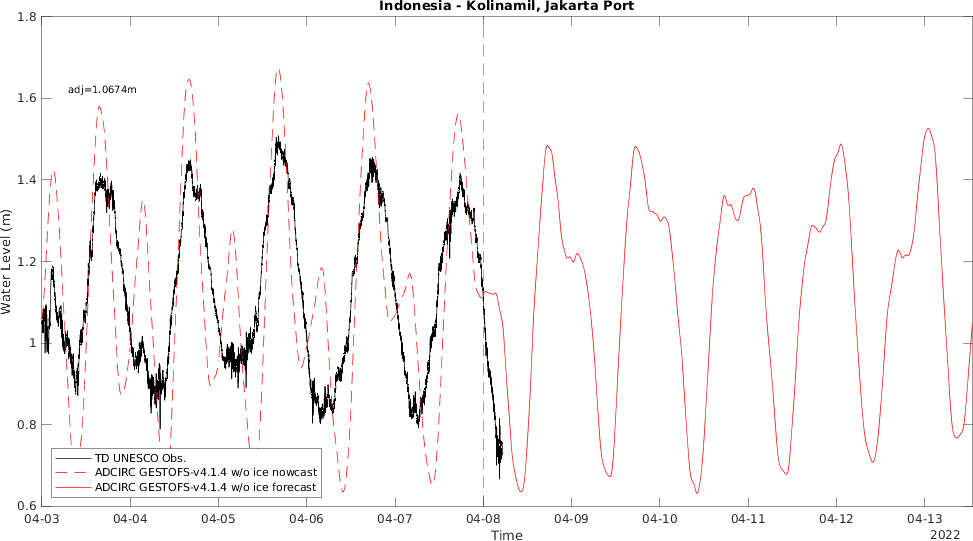 Indonesia - Kolinamil, Jakarta Port
1.8
1.6
1.4
1.2
1
0.8
0.6
Water Level (m)
adj=1.0674m
TD UNESCO Obs.
ADCIRC GESTOFS-v4.1.4 w/o ice nowcast
ADCIRC GESTOFS-v4.1.4 w/o ice forecast
04-03 04-04 04-05 04-06 04-07 04-08 04-09 04-10 04-11 04-12 04-13
Time
2022